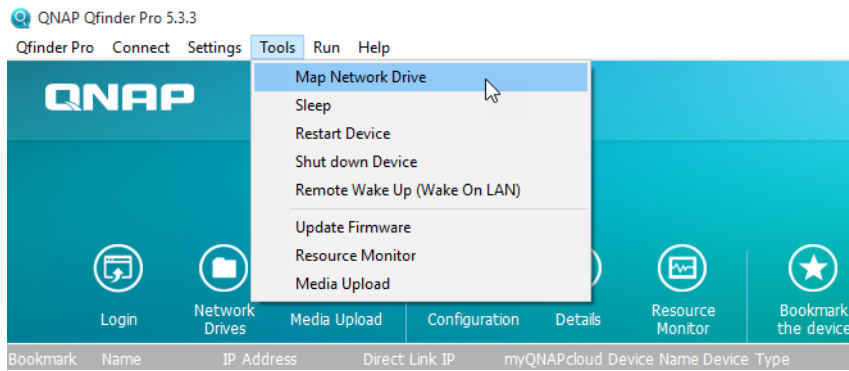 QNAP Qfinder Pro 5.3.3
Qfinder Pro Connect Settings Tools Run Help
QNAP
Map Network Drive
Sleep
Restart Device
Shut down Device
Remote Wake Up (Wake On LAN)
Update Firmware
Resource Monitor
Media Upload
Login
Network
Drives
Media Upload
Configuration
Details
Resource
Monitor
Bookmark
the device
Bookmark Name IP Address Direct Link IP myQNAPcloud Device Name Device Type